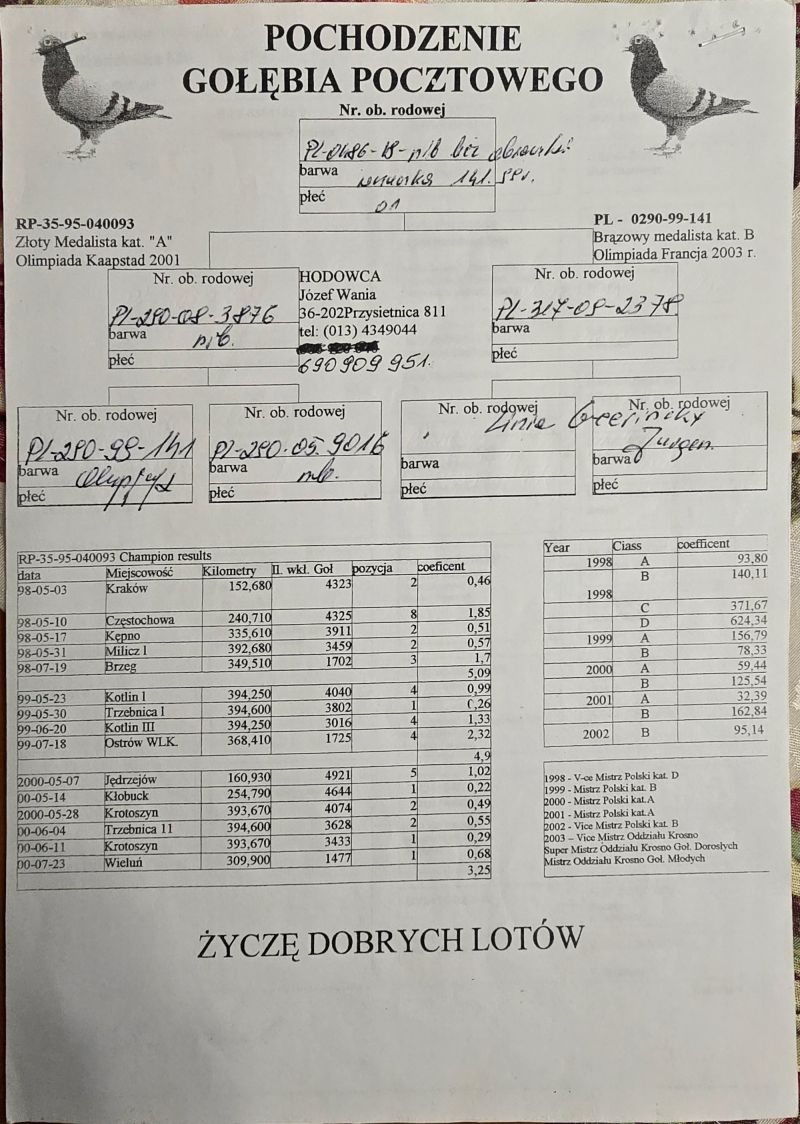 POCHODZENIE
GOŁĘBIA POCZTOWEGO
Nr. ob. rodowej
PL-0486-18- n/b bez
barwa wnuczka 141.
płeć 01
RP-35-95-040093
Złoty Medalista kat. "A"
Olimpiada Kaapstad 2001
PL - 0290-99-141
Brązowy medalista kat. B
Olimpiada Francja 2003 r.
Nr. ob. rodowej
PL-290-08-3876
barwa n/b.
płeć
HODOWCA
Józef Wania
36-202Przysietnica 811
tel: (013) 4349044
690 909 951.
Nr. ob. rodowej
PL-317-09-2378
barwa
płeć
Nr. ob. rodowej
PL-290-99-141
barwa
płeć
Nr. ob. rodowej
PL-290-05-9016
barwa nb.
płeć
Nr. ob. rodowej
Linia
barwa
płeć
Nr. ob. rodowej
barwa Jurgen.
płeć
RP-35-95-040093 Champion results
data Miejscowość Kilometry Il. wkł. Goł pozycja coeficent
98-05-03 Kraków 152,680 4323 2 0,46
98-05-10 Częstochowa 240,710 4325 8 1,85
98-05-17 Kępno 335,610 3911 2 0,51
98-05-31 Milicz I 392,680 3459 2 0,57
98-07-19 Brzeg 349,510 1702 3 1,7
5,09
99-05-23 Kotlin I 394,250 4040 4 0,99
99-05-30 Trzebnica I 394,600 3802 1 0,26
99-06-20 Kotlin III 394,250 3016 4 1,33
99-07-18 Ostrów WLK. 368,410 1725 4 2,32
4,9
2000-05-07 Jędrzejów 160,930 4921 5 1,02
00-05-14 Kłobuck 254,790 4644 1 0,22
2000-05-28 Krotoszyn 393,670 4074 2 0,49
00-06-04 Trzebnica 11 394,600 3628 2 0,55
00-06-11 Krotoszyn 393,670 3433 1 0,29
00-07-23 Wieluń 309,900 1477 1 0,68
3,25
Year Ciass coefficent
1998 A 93,80
B 140,11
1998
C 371,67
D 624,34
1999 A 156,79
B 78,33
2000 A 59,44
B 125,54
2001 A 32,39
B 162,84
2002 B 95,14
1998 - V-ce Mistrz Polski kat. D
1999 - Mistrz Polski kat. B
2000 - Mistrz Polski kat.A
2001 - Mistrz Polski kat.A
2002 - Vice Mistrz Polski kat. B
2003 – Vice Mistrz Oddziału Krosno
Super Mistrz Oddziału Krosno Goł. Dorosłych
Mistrz Oddziału Krosno Goł. Młodych
ŻYCZĘ DOBRYCH LOTÓW